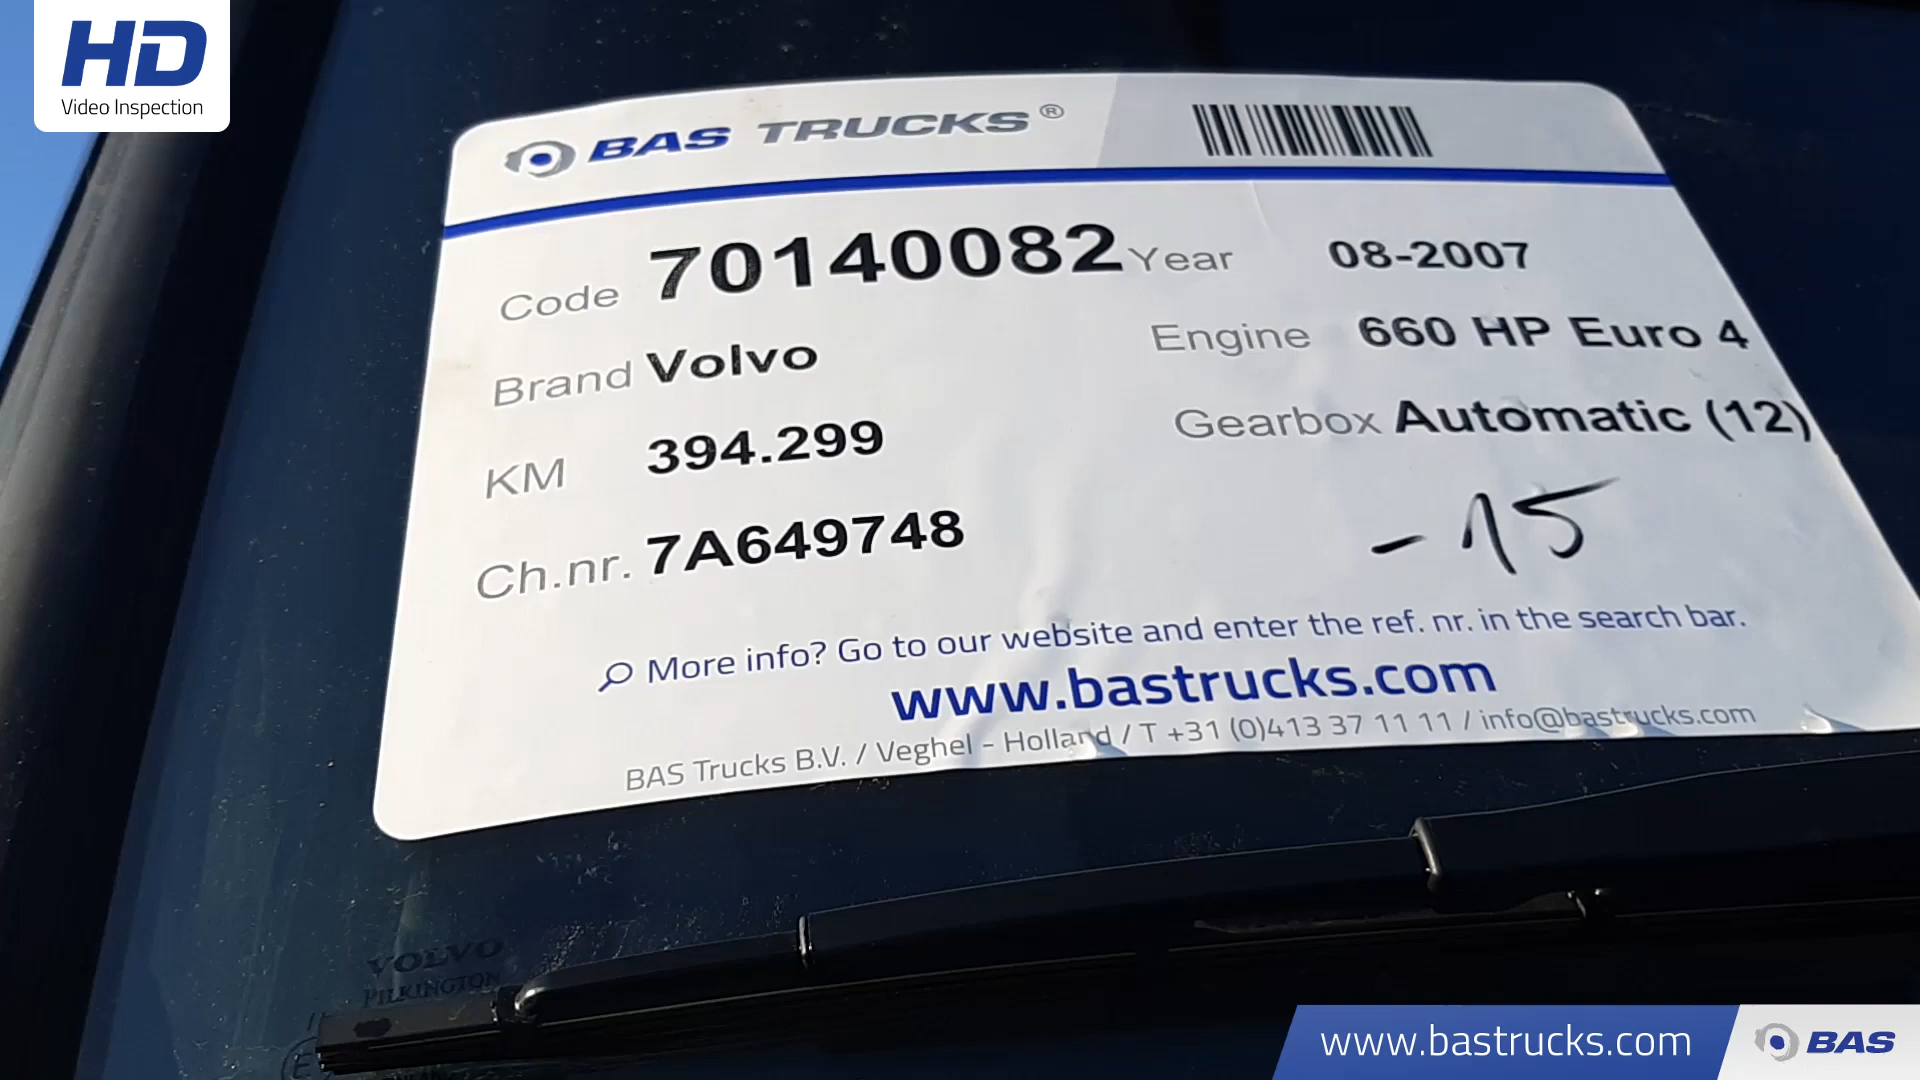 HD
Video Inspection
BAS TRUCKS®
Code 70140082 Year 08-2007
Brand Volvo Engine 660 HP Euro 4
KM 394.299 Gearbox Automatic (12)
Ch.nr. 7A649748 - 15
More info? Go to our website and enter the ref. nr. in the search bar.
www.bastrucks.com
BAS Trucks B.V. / Veghel - Holland / T +31 (0)413 37 11 11 / info@bastrucks.com
VOLVO
PILKINGTON
www.bastrucks.com BAS